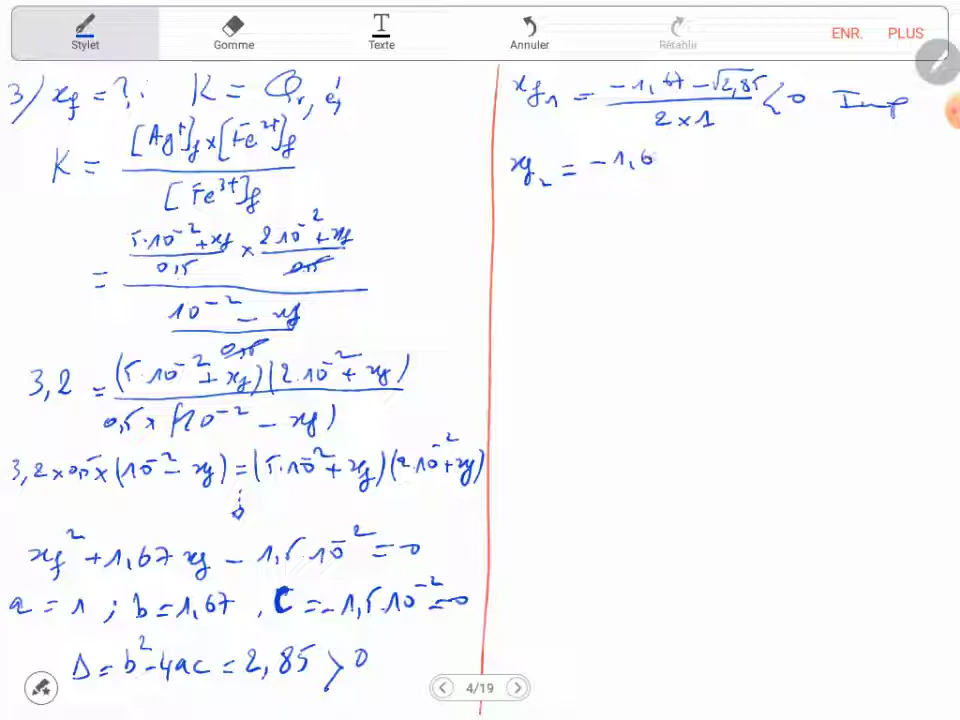 Stylet
Gomme
Texte
Annuler
Rétablir
ENR.
PLUS
3/ xf = ?: K = Qr,é
K = [Ag+]f × [Fe2+]f / [Fe3+]f
= (5.10^-2 + xf / 0,5 × 2.10^-2 + xf / 0,5) / (10^-2 - xf / 0,5)
3,2 = (5.10^-2 + xf)(2.10^-2 + xf) / 0,5 × (10^-2 - xf)
3,2 × 0,5 × (10^-2 - xf) = (5.10^-2 + xf)(2.10^-2 + xf)
xf^2 + 1,67 xf - 1,5.10^-2 = 0
a = 1 ; b = 1,67 , C = -1,5.10^-2 = 0
Δ = b^2 - 4ac = 2,85 > 0
xf1 = -1,67 - √2,85 / 2 × 1 < 0 Imp
xf2 = -1,6
4/19